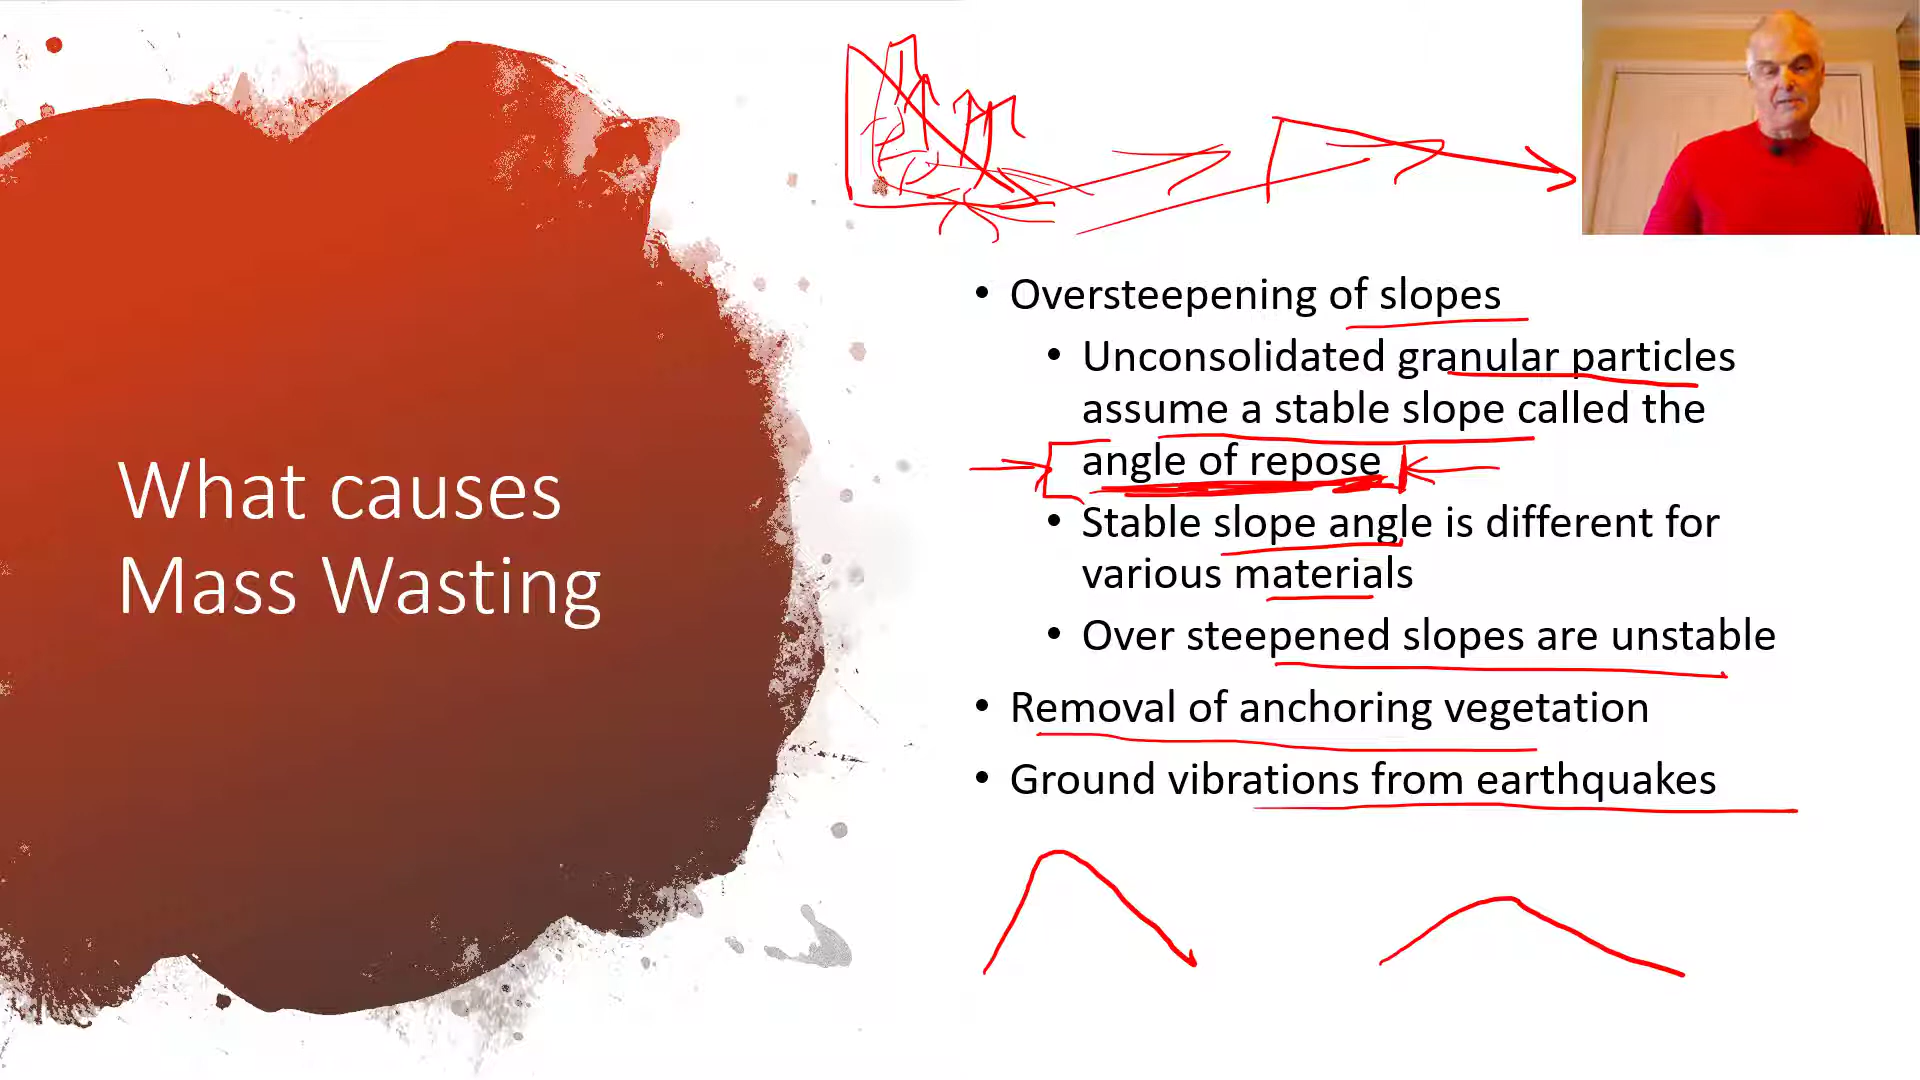 What causes
Mass Wasting
• Oversteepening of slopes
• Unconsolidated granular particles
assume a stable slope called the
angle of repose
• Stable slope angle is different for
various materials
• Over steepened slopes are unstable
• Removal of anchoring vegetation
• Ground vibrations from earthquakes